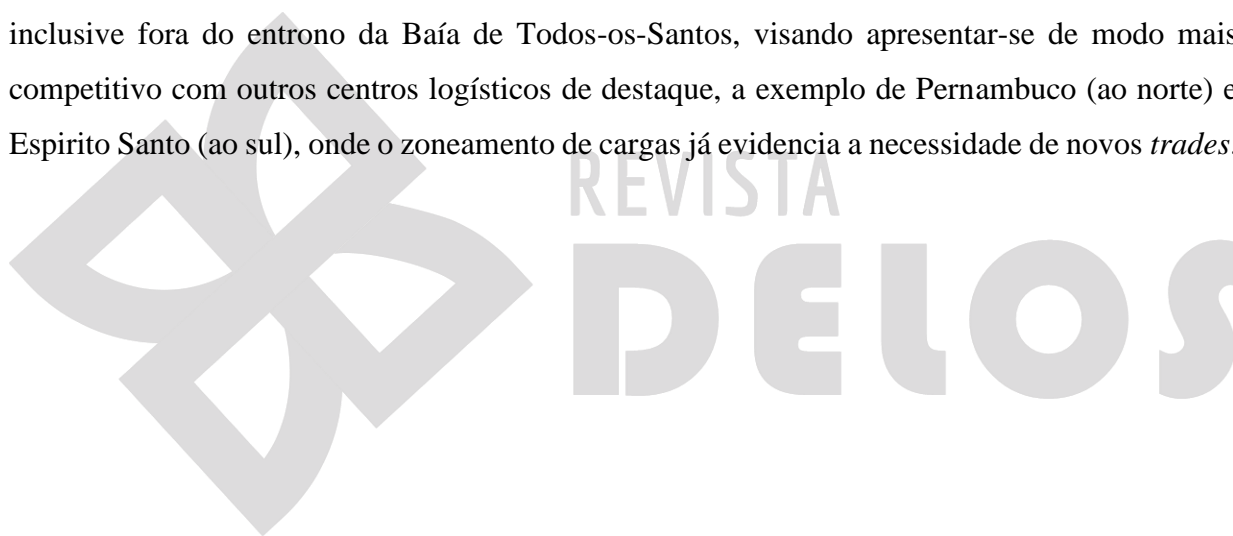 inclusive fora do entrono da Baía de Todos-os-Santos, visando apresentar-se de modo mais
competitivo com outros centros logísticos de destaque, a exemplo de Pernambuco (ao norte) e
Espirito Santo (ao sul), onde o zoneamento de cargas já evidencia a necessidade de novos trades.
REVISTA
DELOS